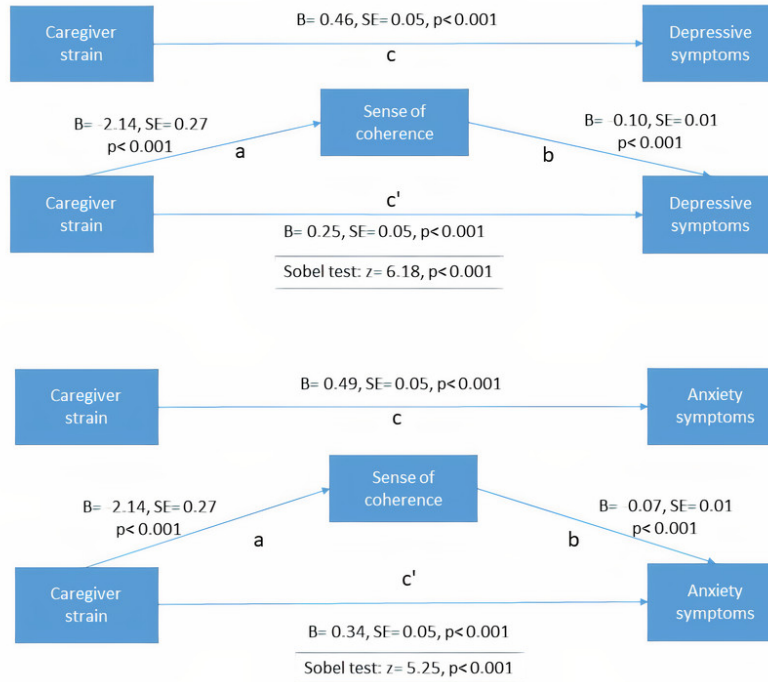 B= 0.46, SE= 0.05, p< 0.001
Caregiver
strain
c
Depressive
symptoms
Sense of
coherence
B= -2.14, SE= 0.27
p< 0.001
a
B= -0.10, SE= 0.01
p< 0.001
b
Caregiver
strain
c'
Depressive
symptoms
B= 0.25, SE= 0.05, p< 0.001
Sobel test: z= 6.18, p< 0.001
B= 0.49, SE= 0.05, p< 0.001
Caregiver
strain
c
Anxiety
symptoms
Sense of
coherence
B= -2.14, SE= 0.27
p< 0.001
a
B= -0.07, SE= 0.01
p< 0.001
b
Caregiver
strain
c'
Anxiety
symptoms
B= 0.34, SE= 0.05, p< 0.001
Sobel test: z= 5.25, p< 0.001